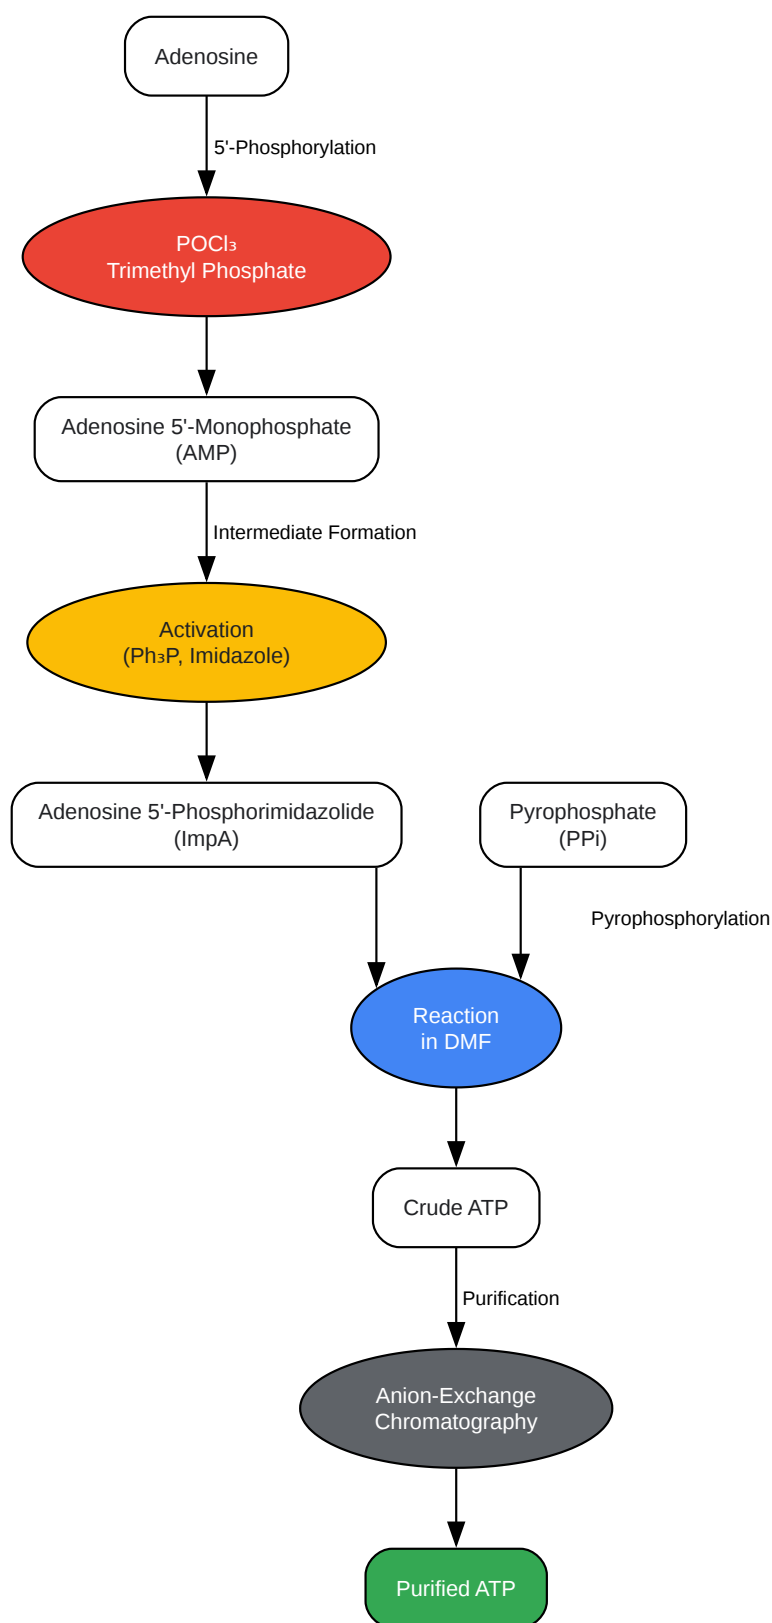 Adenosine
5'-Phosphorylation
POCl₃
Trimethyl Phosphate
Adenosine 5'-Monophosphate
(AMP)
Intermediate Formation
Activation
(Ph₃P, Imidazole)
Adenosine 5'-Phosphorimidazolide
(ImpA)
Pyrophosphate
(PPi)
Pyrophosphorylation
Reaction
in DMF
Crude ATP
Purification
Anion-Exchange
Chromatography
Purified ATP